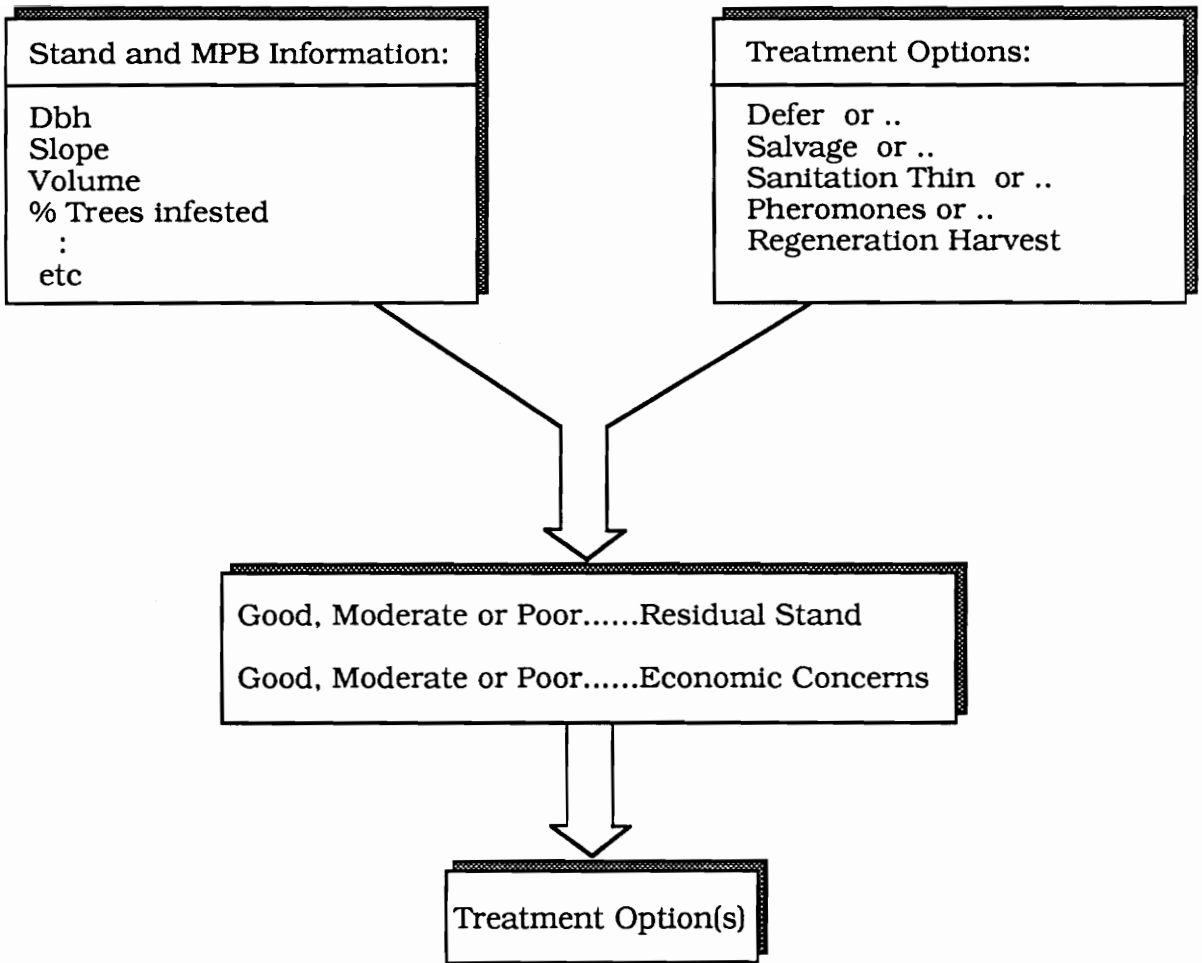 Stand and MPB Information:
Dbh
Slope
Volume
% Trees infested
:
etc
Treatment Options:
Defer or ..
Salvage or ..
Sanitation Thin or ..
Pheromones or ..
Regeneration Harvest
Good, Moderate or Poor......Residual Stand
Good, Moderate or Poor......Economic Concerns
Treatment Option(s)